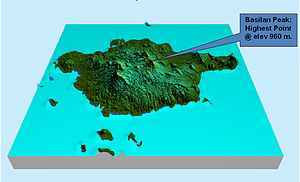 Basilan Peak:
Highest Point
@ elev 960 m.